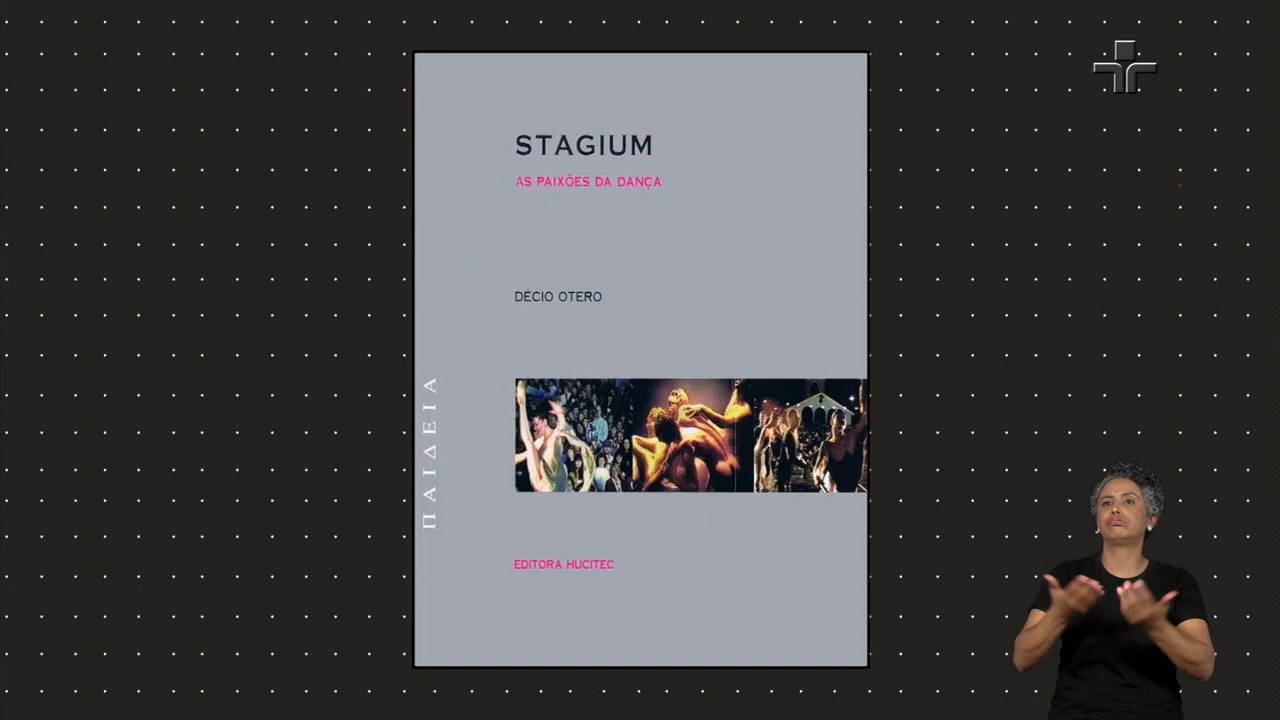 STAGIUM
AS PAIXÕES DA DANÇA
DÉCIO OTERO
ΠΑΙΔΕΙΑ
EDITORA HUCITEC